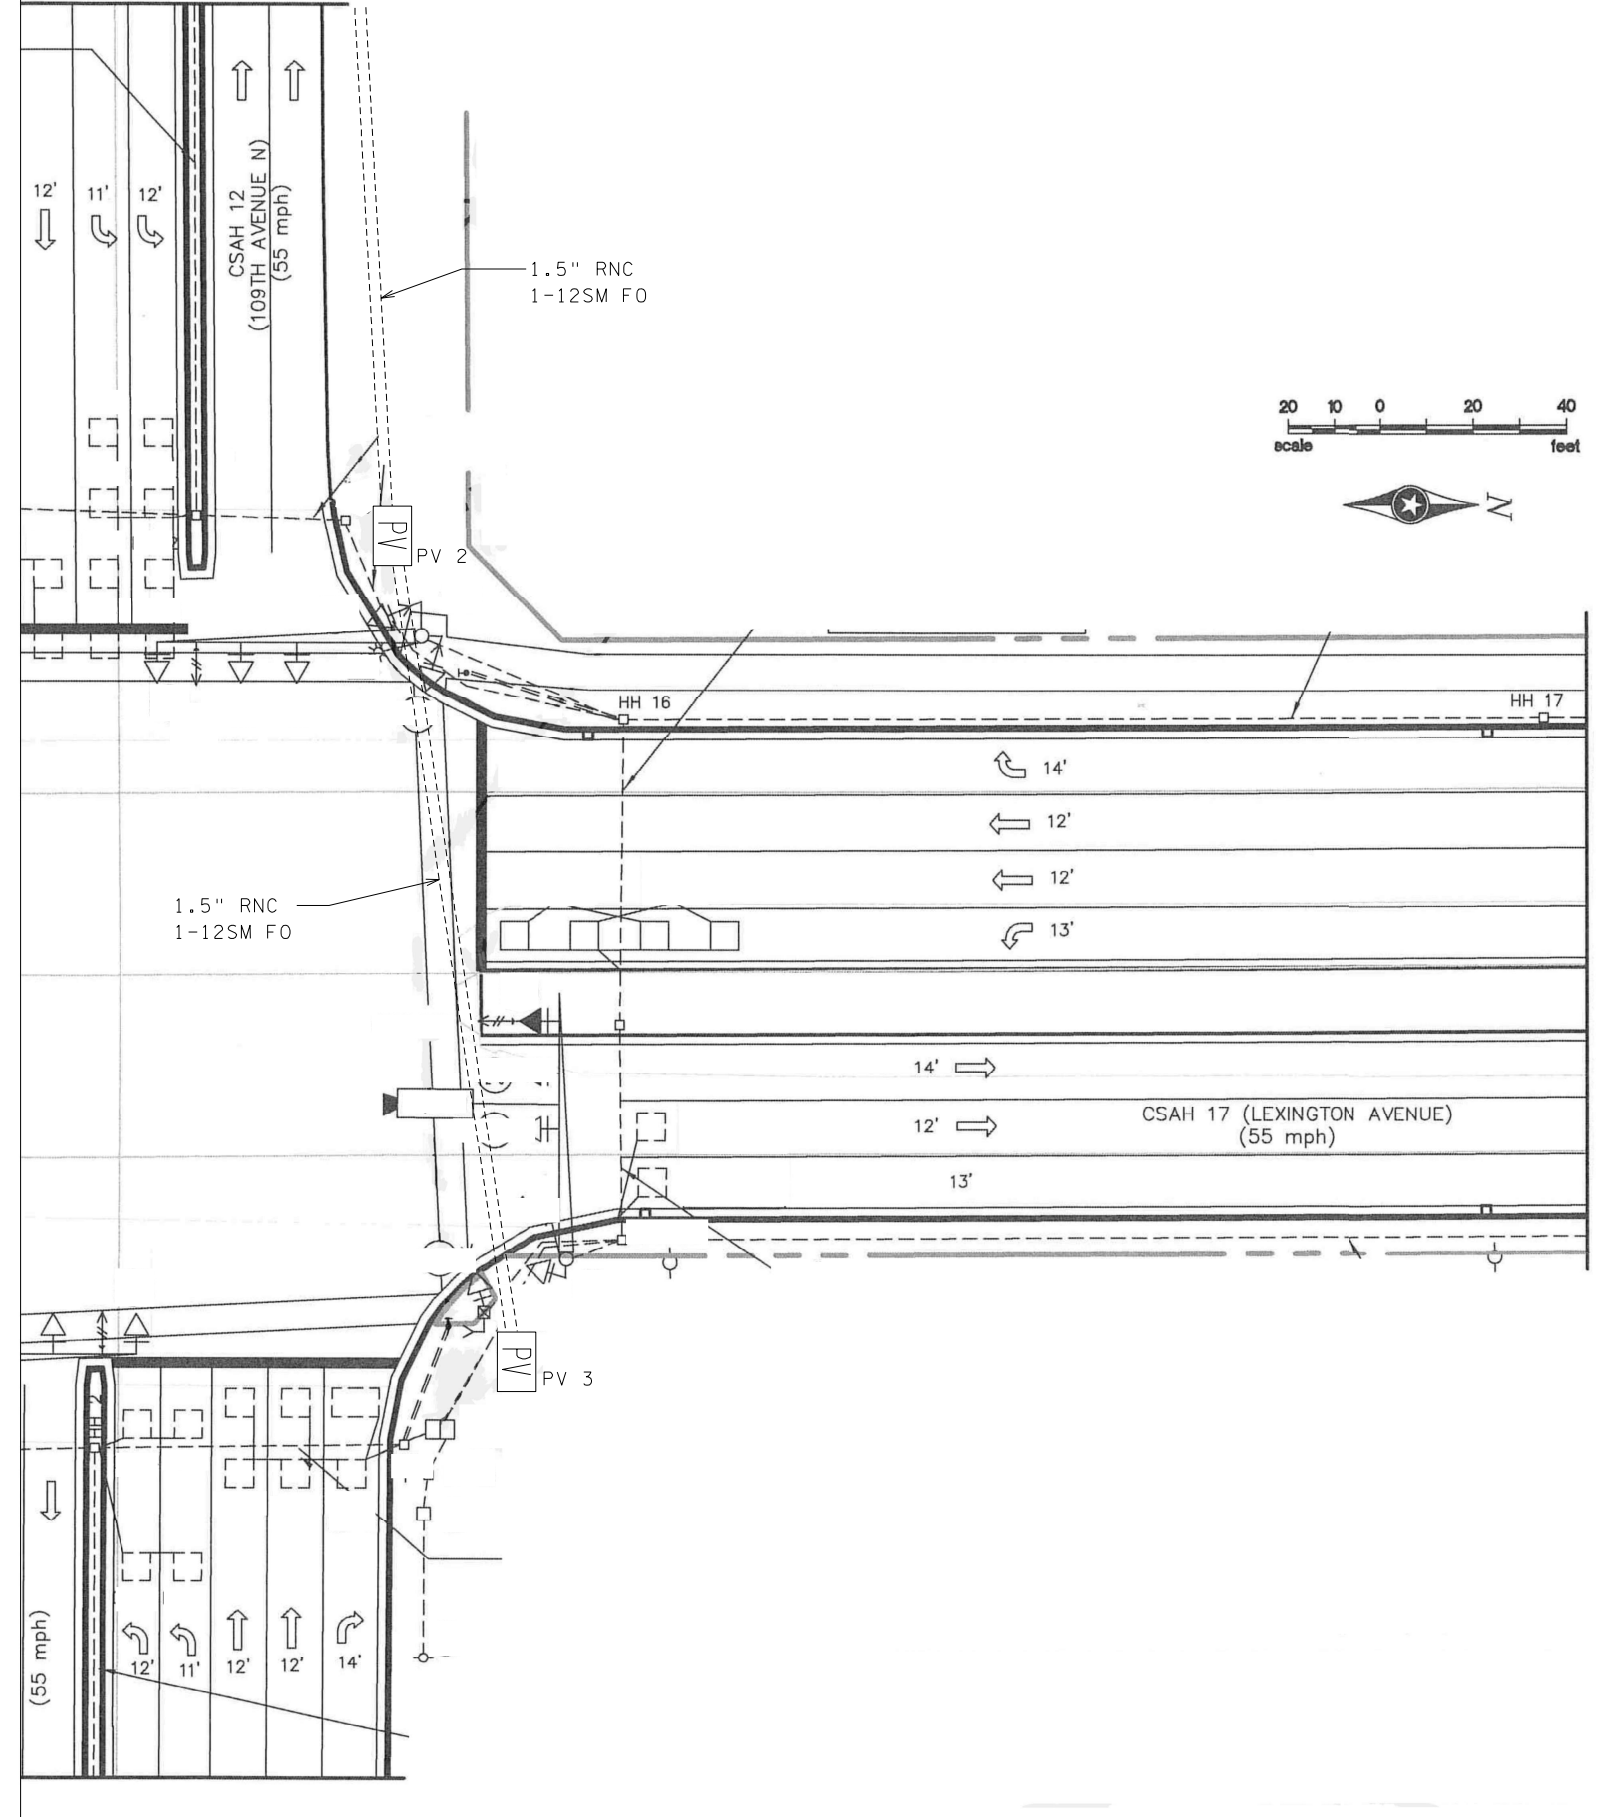 12'
11'
12'
CSAH 12
(109TH AVENUE N)
(55 mph)
1.5" RNC
1-12SM FO
20 10 0 20 40
scale feet
N
PV
PV 2
HH 16
HH 17
14'
12'
12'
13'
1.5" RNC
1-12SM FO
14'
12'
13'
CSAH 17 (LEXINGTON AVENUE)
(55 mph)
PV
PV 3
(55 mph)
12'
11'
12'
12'
14'